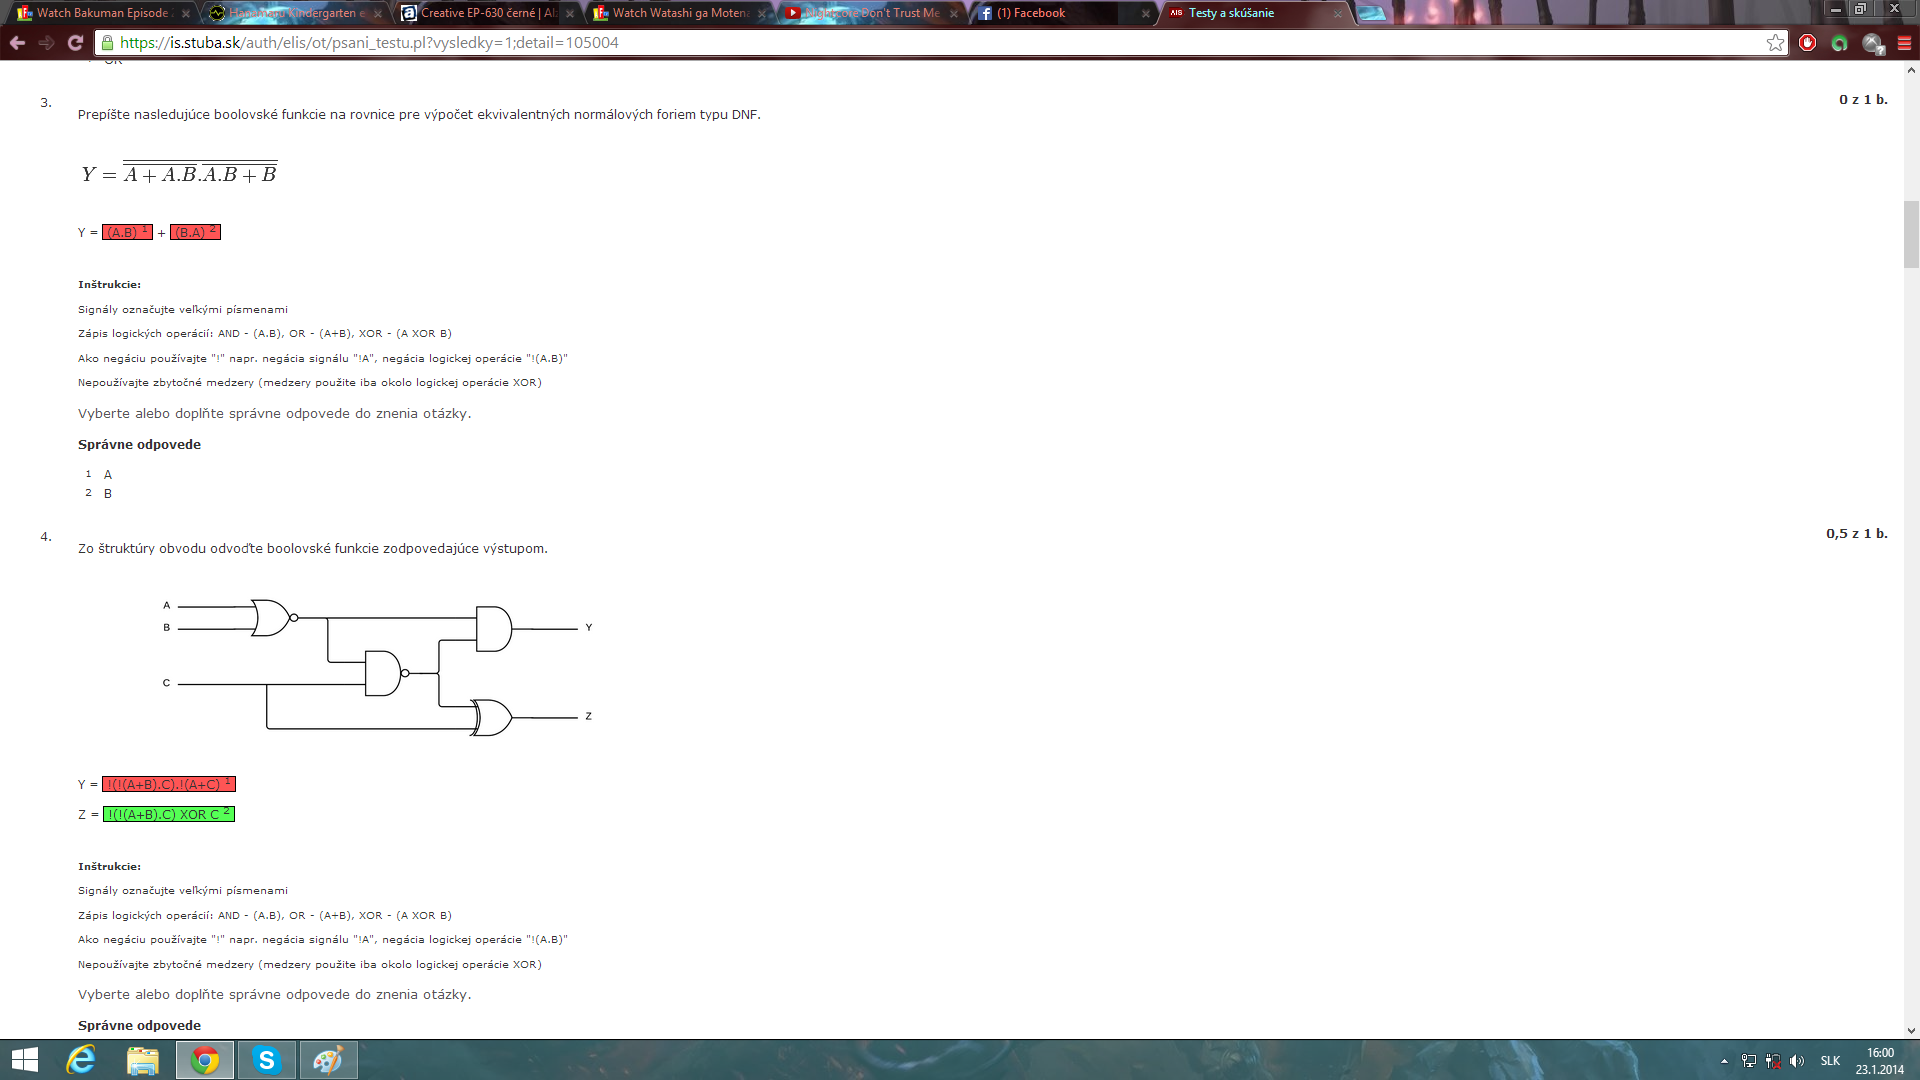 Watch Bakuman Episode
Hanamaru Kindergarten e
Creative EP-630 černé | Al
Watch Watashi ga Motena
Nightcore Don't Trust Me
(1) Facebook
AIS Testy a skúšanie
https://is.stuba.sk/auth/elis/ot/psani_testu.pl?vysledky=1;detail=105004
OR
3.
0 z 1 b.
Prepíšte nasledujúce boolovské funkcie na rovnice pre výpočet ekvivalentných normálových foriem typu DNF.
Y = \overline{\overline{A + A.B}.\overline{A.B + B}}
Y = (A.B) 1 + (B.A) 2
Inštrukcie:
Signály označujte veľkými písmenami
Zápis logických operácií: AND - (A.B), OR - (A+B), XOR - (A XOR B)
Ako negáciu používajte "!" napr. negácia signálu "!A", negácia logickej operácie "!(A.B)"
Nepoužívajte zbytočné medzery (medzery použite iba okolo logickej operácie XOR)
Vyberte alebo doplňte správne odpovede do znenia otázky.
Správne odpovede
1 A
2 B
4.
0,5 z 1 b.
Zo štruktúry obvodu odvoďte boolovské funkcie zodpovedajúce výstupom.
A
B
Y
C
Z
Y = !(!(A+B).C).!(A+C) 1
Z = !(!(A+B).C) XOR C 2
Inštrukcie:
Signály označujte veľkými písmenami
Zápis logických operácií: AND - (A.B), OR - (A+B), XOR - (A XOR B)
Ako negáciu používajte "!" napr. negácia signálu "!A", negácia logickej operácie "!(A.B)"
Nepoužívajte zbytočné medzery (medzery použite iba okolo logickej operácie XOR)
Vyberte alebo doplňte správne odpovede do znenia otázky.
Správne odpovede
SLK
16:00
23.1.2014